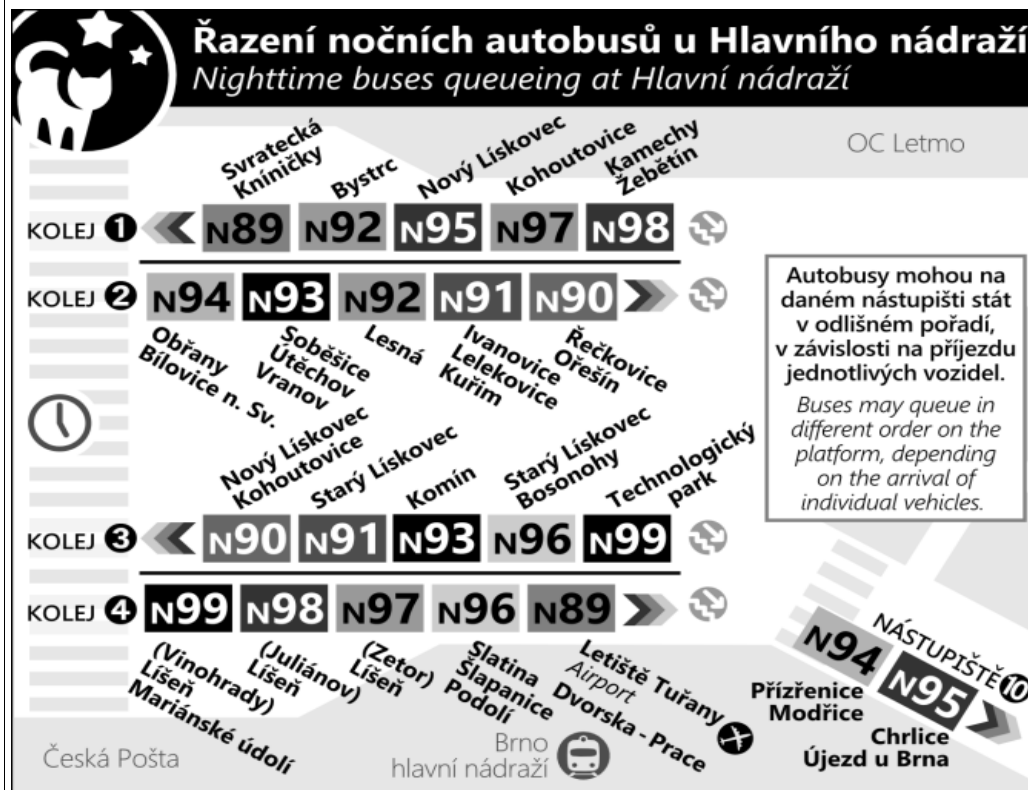 Řazení nočních autobusů u Hlavního nádraží
Nighttime buses queueing at Hlavní nádraží
OC Letmo
Svratecká
Kníničky
Bystrc
Nový Lískovec
Kohoutovice
Kamechy
Žebětín
KOLEJ 1 N89 N92 N95 N97 N98
KOLEJ 2 N94 N93 N92 N91 N90
Obřany
Bílovice n. Sv.
Soběšice
Útěchov
Vranov
Lesná
Ivanovice
Lelekovice
Kuřim
Řečkovice
Ořešín
Autobusy mohou na
daném nástupišti stát
v odlišném pořadí,
v závislosti na příjezdu
jednotlivých vozidel.
Buses may queue in
different order on the
platform, depending
on the arrival of
individual vehicles.
Nový Lískovec
Kohoutovice
Starý Lískovec
Komín
Starý Lískovec
Bosonohy
Technologický
park
KOLEJ 3 N90 N91 N93 N96 N99
KOLEJ 4 N99 N98 N97 N96 N89
(Vinohrady)
Líšeň
Mariánské údolí
(Juliánov)
Líšeň
(Zetor)
Líšeň
Slatina
Šlapanice
Podolí
Letiště Tuřany
Airport
Dvorska - Prace
NÁSTUPIŠTĚ 10
N94 N95
Přízřenice
Modřice
Chrlice
Újezd u Brna
Česká Pošta
Brno
hlavní nádraží